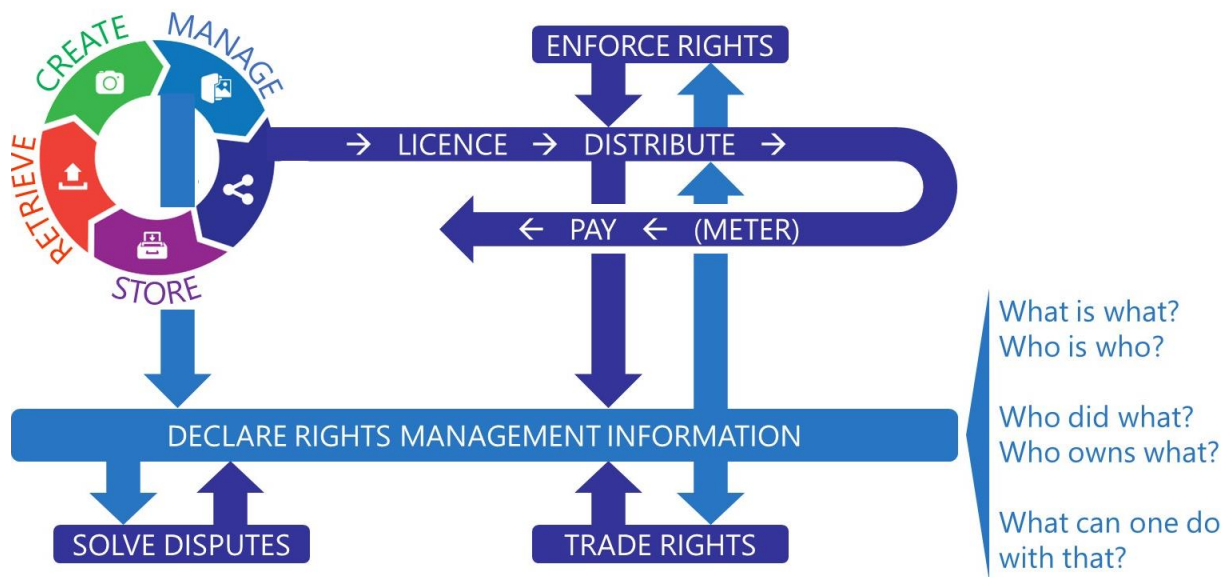 CREATE
MANAGE
RETRIEVE
STORE
ENFORCE RIGHTS
→ LICENCE → DISTRIBUTE →
← PAY ← (METER)
DECLARE RIGHTS MANAGEMENT INFORMATION
SOLVE DISPUTES
TRADE RIGHTS
What is what?
Who is who?
Who did what?
Who owns what?
What can one do
with that?